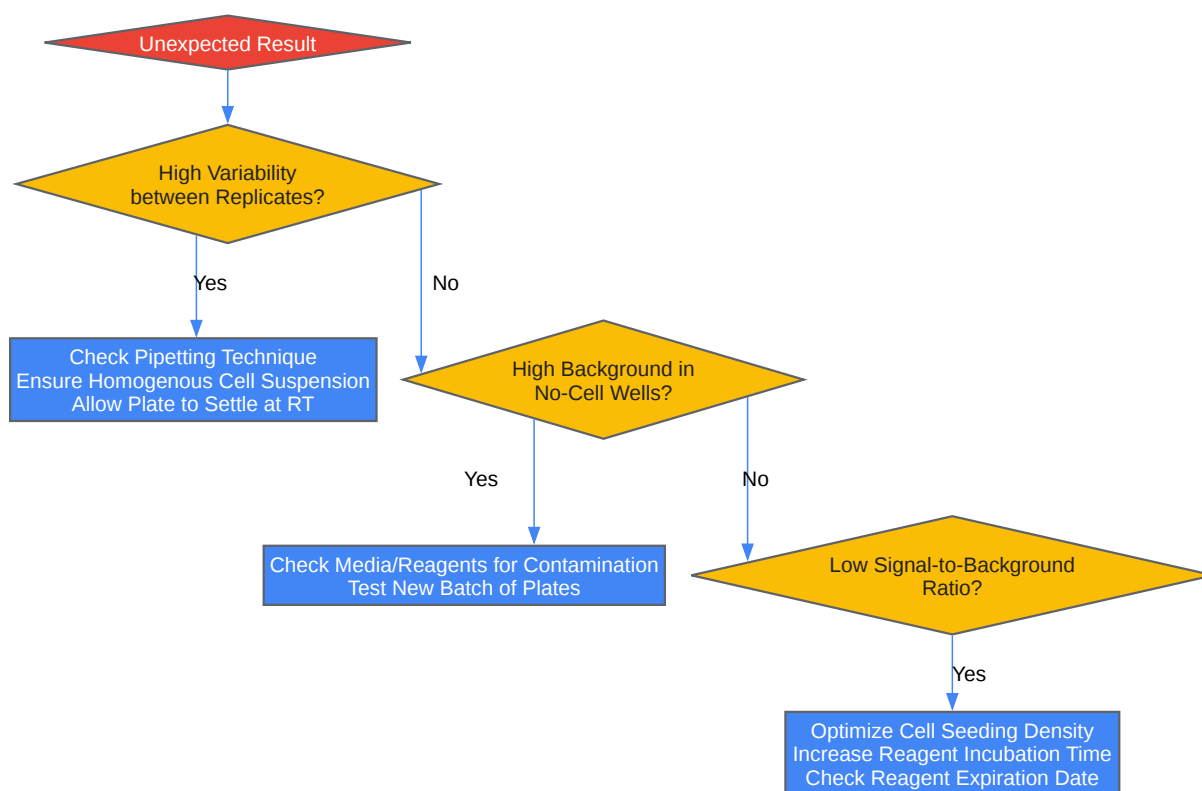 Unexpected Result
High Variability
between Replicates?
Yes
No
Check Pipetting Technique
Ensure Homogenous Cell Suspension
Allow Plate to Settle at RT
High Background in
No-Cell Wells?
Yes
No
Check Media/Reagents for Contamination
Test New Batch of Plates
Low Signal-to-Background
Ratio?
Yes
Optimize Cell Seeding Density
Increase Reagent Incubation Time
Check Reagent Expiration Date